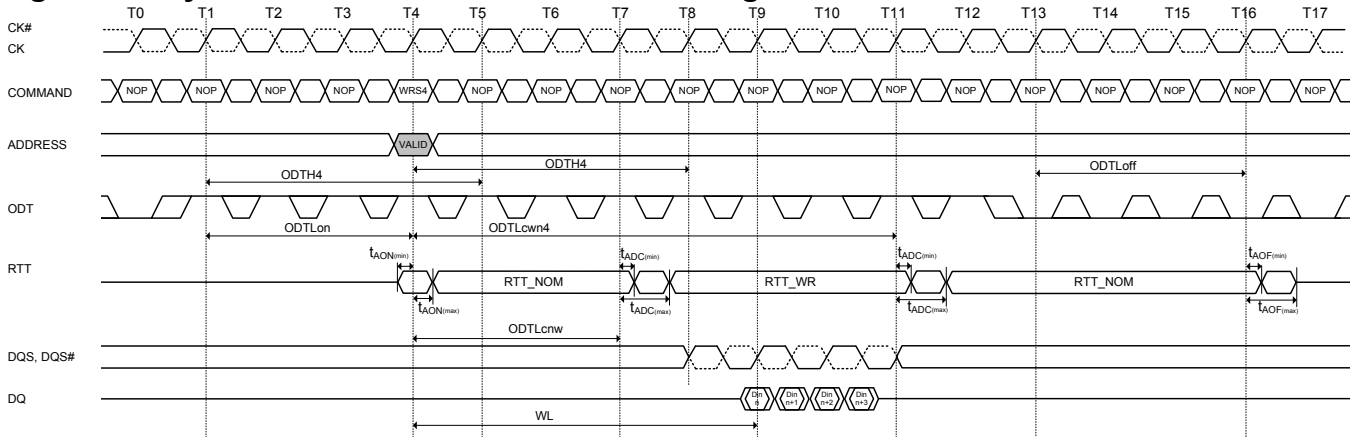 T0 T1 T2 T3 T4 T5 T6 T7 T8 T9 T10 T11 T12 T13 T14 T15 T16 T17
CK#
CK
COMMAND NOP NOP NOP NOP WRS4 NOP NOP NOP NOP NOP NOP NOP NOP NOP NOP NOP NOP NOP
ADDRESS VALID
ODTH4 ODTLoff
ODTH4
ODT
ODTLon ODTLcwn4
tAON(min) tADC(min) tADC(min) tAOF(min)
RTT RTT_NOM RTT_WR RTT_NOM
tAON(max) tADC(max) tADC(max) tAOF(max)
ODTLcnw
DQS, DQS#
DQ Din n Din n+1 Din n+2 Din n+3
WL